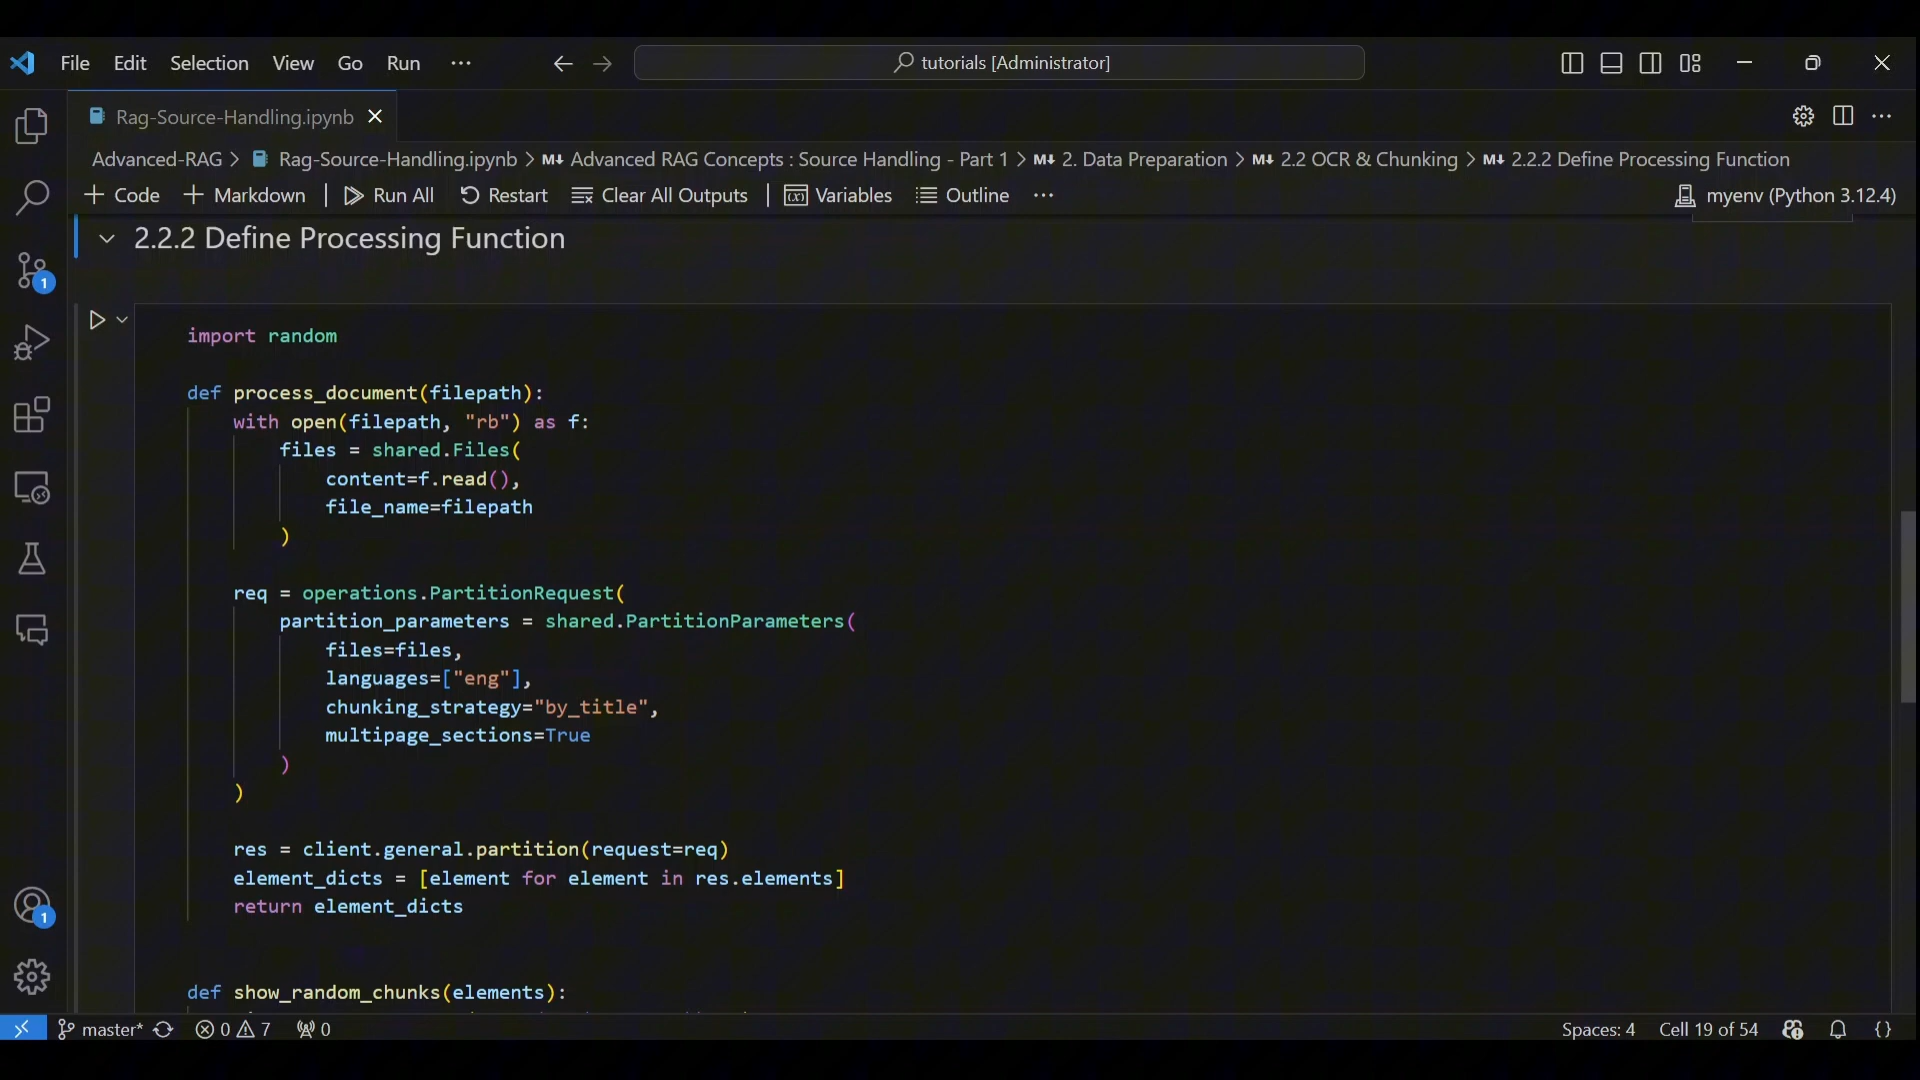 File Edit Selection View Go Run ··· tutorials [Administrator]
Rag-Source-Handling.ipynb
Advanced-RAG > Rag-Source-Handling.ipynb > M↓ Advanced RAG Concepts : Source Handling - Part 1 > M↓ 2. Data Preparation > M↓ 2.2 OCR & Chunking > M↓ 2.2.2 Define Processing Function
+ Code + Markdown Run All Restart Clear All Outputs Variables Outline ··· myenv (Python 3.12.4)
2.2.2 Define Processing Function
1
import random
def process_document(filepath):
    with open(filepath, "rb") as f:
        files = shared.Files(
            content=f.read(),
            file_name=filepath
        )
    req = operations.PartitionRequest(
        partition_parameters = shared.PartitionParameters(
            files=files,
            languages=["eng"],
            chunking_strategy="by_title",
            multipage_sections=True
        )
    )
    res = client.general.partition(request=req)
    element_dicts = [element for element in res.elements]
    return element_dicts
1
def show_random_chunks(elements):
master* 0 7 0 Spaces: 4 Cell 19 of 54 {}